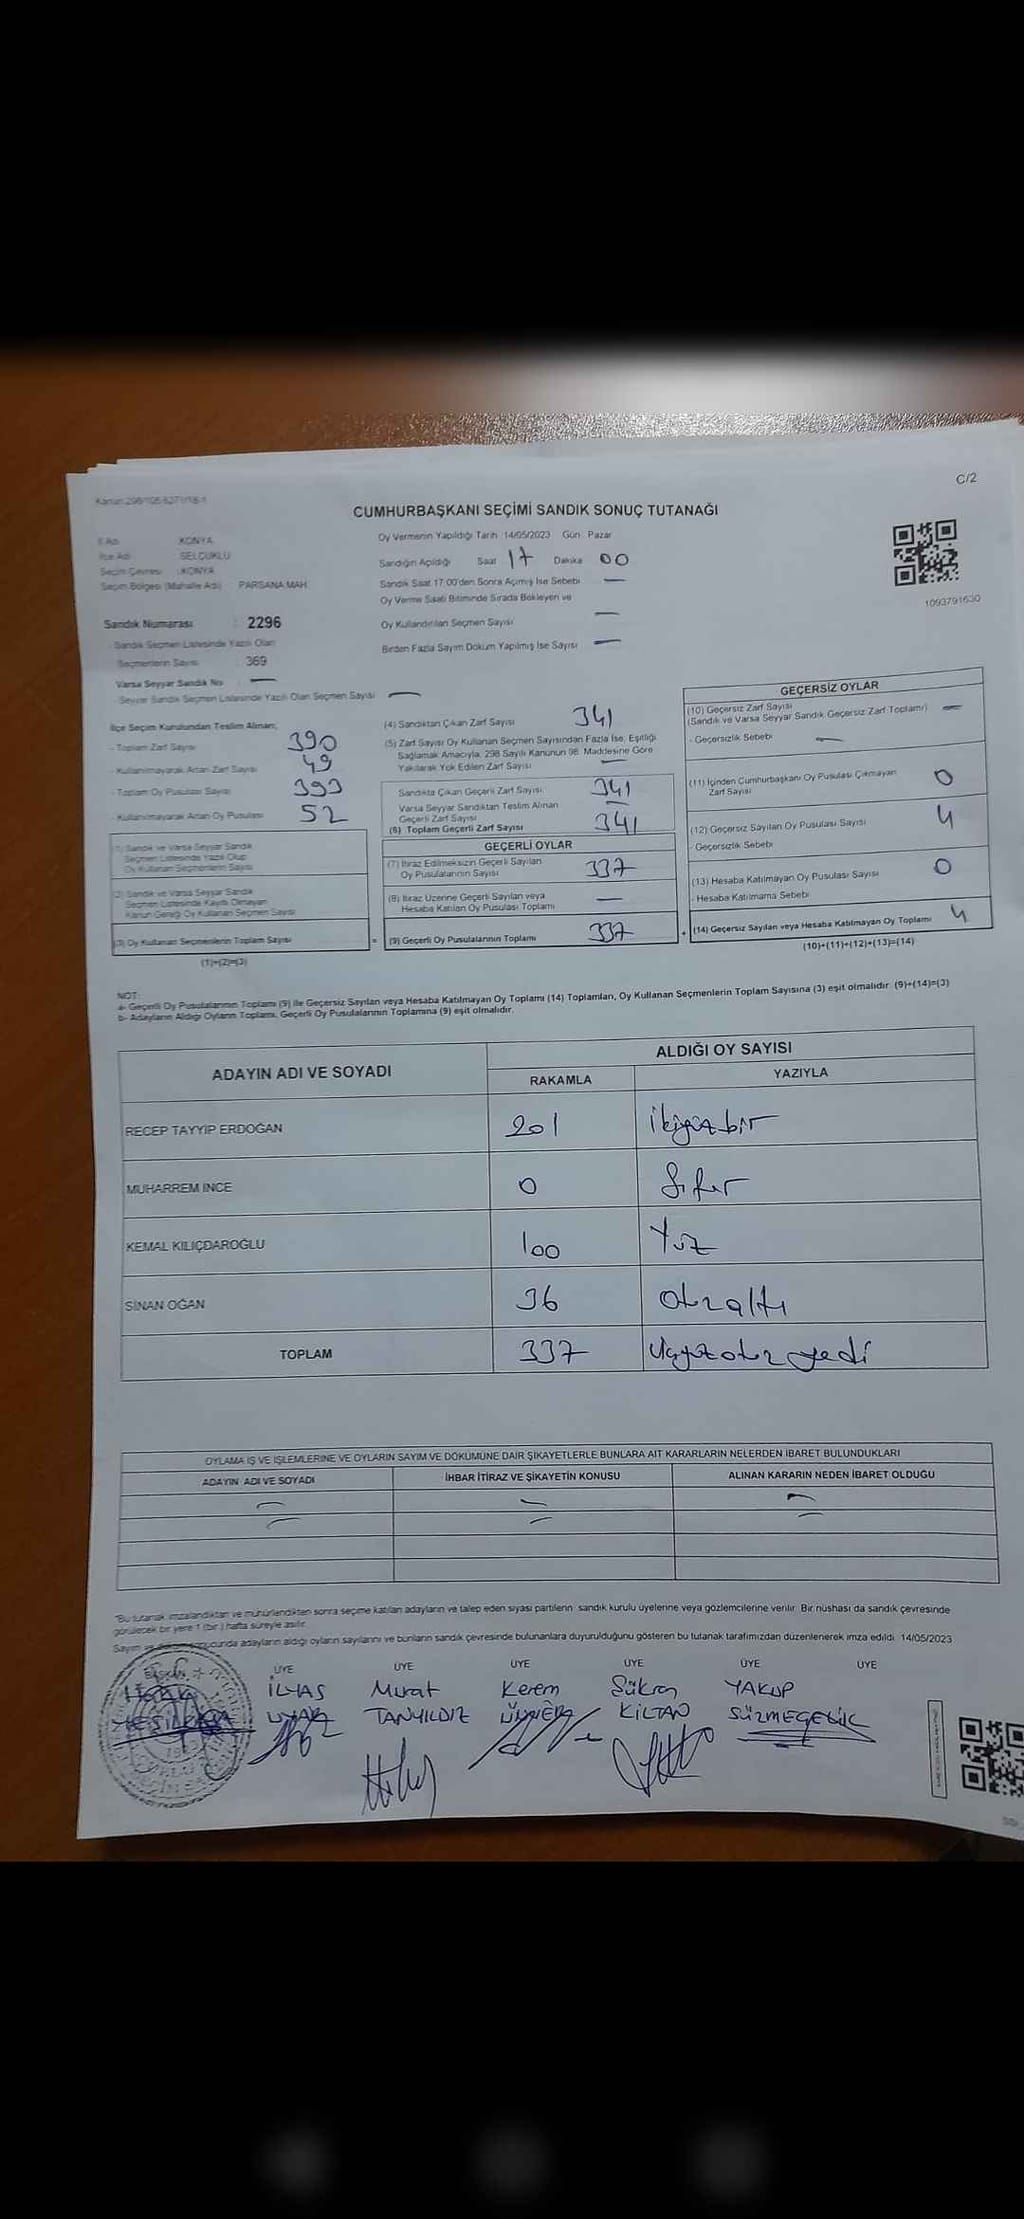 C/2
Kanun 298/105-6271/18-1
CUMHURBAŞKANI SEÇİMİ SANDIK SONUÇ TUTANAĞI
İl Adı KONYA
İlçe Adı SELÇUKLU
Seçim Çevresi : KONYA
Seçim Bölgesi (Mahalle Adı) PARSANA MAH.
Oy Vermenin Yapıldığı Tarih 14/05/2023 Gün Pazar
Sandığın Açıldığı Saat 17 Dakika 00
Sandık Saat 17:00'den Sonra Açılmış İse Sebebi —
Oy Verme Saati Bitiminde Sırada Bekleyen ve
Oy Kullandırılan Seçmen Sayısı —
Birden Fazla Sayım Döküm Yapılmış İse Sayısı —
1093791630
Sandık Numarası : 2296
- Sandık Seçmen Listesinde Yazılı Olan
Seçmenlerin Sayısı 369
Varsa Seyyar Sandık No —
- Seyyar Sandık Seçmen Listesinde Yazılı Olan Seçmen Sayısı —
İlçe Seçim Kurulundan Teslim Alınan;
- Toplam Zarf Sayısı 390
- Kullanılmayarak Artan Zarf Sayısı 49
- Toplam Oy Pusulası Sayısı 393
- Kullanılmayarak Artan Oy Pusulası 52
(1) Sandık ve Varsa Seyyar Sandık
Seçmen Listesinde Yazılı Olup
Oy Kullanan Seçmenlerin Sayısı
(2) Sandık ve Varsa Seyyar Sandık
Seçmen Listesinde Kayıtlı Olmayan
Kanun Gereği Oy Kullanan Seçmen Sayısı
(3) Oy Kullanan Seçmenlerin Toplam Sayısı
(1)+(2)=(3)
(4) Sandıktan Çıkan Zarf Sayısı 341
(5) Zarf Sayısı Oy Kullanan Seçmen Sayısından Fazla İse, Eşitliği
Sağlamak Amacıyla, 298 Sayılı Kanunun 98. Maddesine Göre
Yakılarak Yok Edilen Zarf Sayısı —
Sandıkta Çıkan Geçerli Zarf Sayısı 341
Varsa Seyyar Sandıktan Teslim Alınan
Geçerli Zarf Sayısı —
(6) Toplam Geçerli Zarf Sayısı 341
GEÇERLİ OYLAR
(7) İtiraz Edilmeksizin Geçerli Sayılan
Oy Pusulalarının Sayısı 337
(8) İtiraz Üzerine Geçerli Sayılan veya
Hesaba Katılan Oy Pusulası Toplamı —
= (9) Geçerli Oy Pusulalarının Toplamı 337
GEÇERSİZ OYLAR
(10) Geçersiz Zarf Sayısı
(Sandık ve Varsa Seyyar Sandık Geçersiz Zarf Toplamı) —
- Geçersizlik Sebebi —
(11) İçinden Cumhurbaşkanı Oy Pusulası Çıkmayan
Zarf Sayısı 0
(12) Geçersiz Sayılan Oy Pusulası Sayısı 4
- Geçersizlik Sebebi
(13) Hesaba Katılmayan Oy Pusulası Sayısı 0
- Hesaba Katılmama Sebebi
+ (14) Geçersiz Sayılan veya Hesaba Katılmayan Oy Toplamı 4
(10)+(11)+(12)+(13)=(14)
NOT:
a- Geçerli Oy Pusulalarının Toplamı (9) ile Geçersiz Sayılan veya Hesaba Katılmayan Oy Toplamı (14) Toplamları, Oy Kullanan Seçmenlerin Toplam Sayısına (3) eşit olmalıdır. (9)+(14)=(3)
b- Adayların Aldığı Oyların Toplamı, Geçerli Oy Pusulalarının Toplamına (9) eşit olmalıdır.
ADAYIN ADI VE SOYADI
ALDIĞI OY SAYISI
RAKAMLA YAZIYLA
RECEP TAYYİP ERDOĞAN 201 ikiyüzbir
MUHARREM İNCE 0 Sıfır
KEMAL KILIÇDAROĞLU 100 Yüz
SİNAN OĞAN 36 otuzaltı
TOPLAM 337 üçyüzotuzyedi
OYLAMA İŞ VE İŞLEMLERİNE VE OYLARIN SAYIM VE DÖKÜMÜNE DAİR ŞİKAYETLERLE BUNLARA AİT KARARLARIN NELERDEN İBARET BULUNDUKLARI
ADAYIN ADI VE SOYADI İHBAR İTİRAZ VE ŞİKAYETİN KONUSU ALINAN KARARIN NEDEN İBARET OLDUĞU
— — —
— — —
"Bu tutanak imzalandıktan ve mühürlendikten sonra seçime katılan adayların ve talep eden siyasi partilerin sandık kurulu üyelerine veya gözlemcilerine verilir. Bir nüshası da sandık çevresinde
görülecek bir yere 1 (bir) hafta süreyle asılır.
Sayım ve sonucunda adayların aldığı oyların sayılarını ve bunların sandık çevresinde bulunanlara duyurulduğunu gösteren bu tutanak tarafımızdan düzenlenerek imza edildi. 14/05/2023
BAŞKAN ÜYE ÜYE ÜYE ÜYE ÜYE ÜYE
İLYAS Murat Kerem Şükran YAKUP
UYAR TANYILDIZ KILTAN